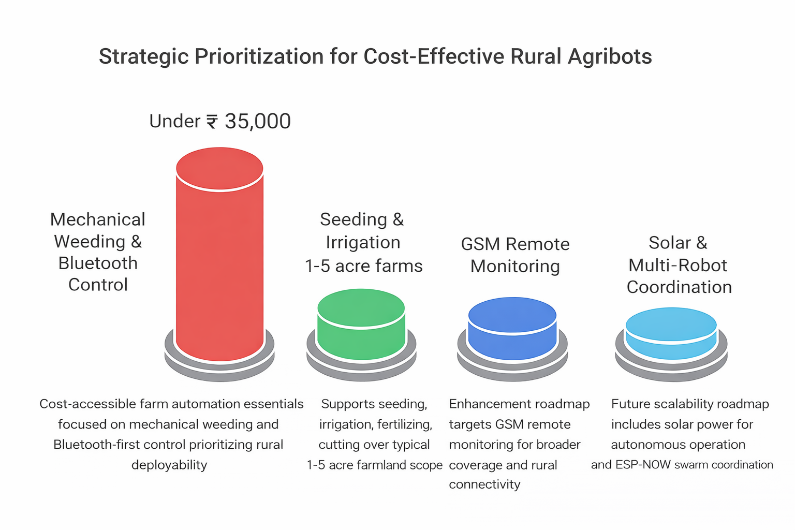 Strategic Prioritization for Cost-Effective Rural Agribots
Under ₹ 35,000
Mechanical
Weeding &
Bluetooth
Control
Seeding &
Irrigation
1-5 acre farms
GSM Remote
Monitoring
Solar &
Multi-Robot
Coordination
Cost-accessible farm automation essentials
focused on mechanical weeding and
Bluetooth-first control prioritizing rural
deployability
Supports seeding,
irrigation, fertilizing,
cutting over typical
1-5 acre farmland scope
Enhancement roadmap
targets GSM remote
monitoring for broader
coverage and rural
connectivity
Future scalability roadmap
includes solar power for
autonomous operation
and ESP-NOW swarm coordination